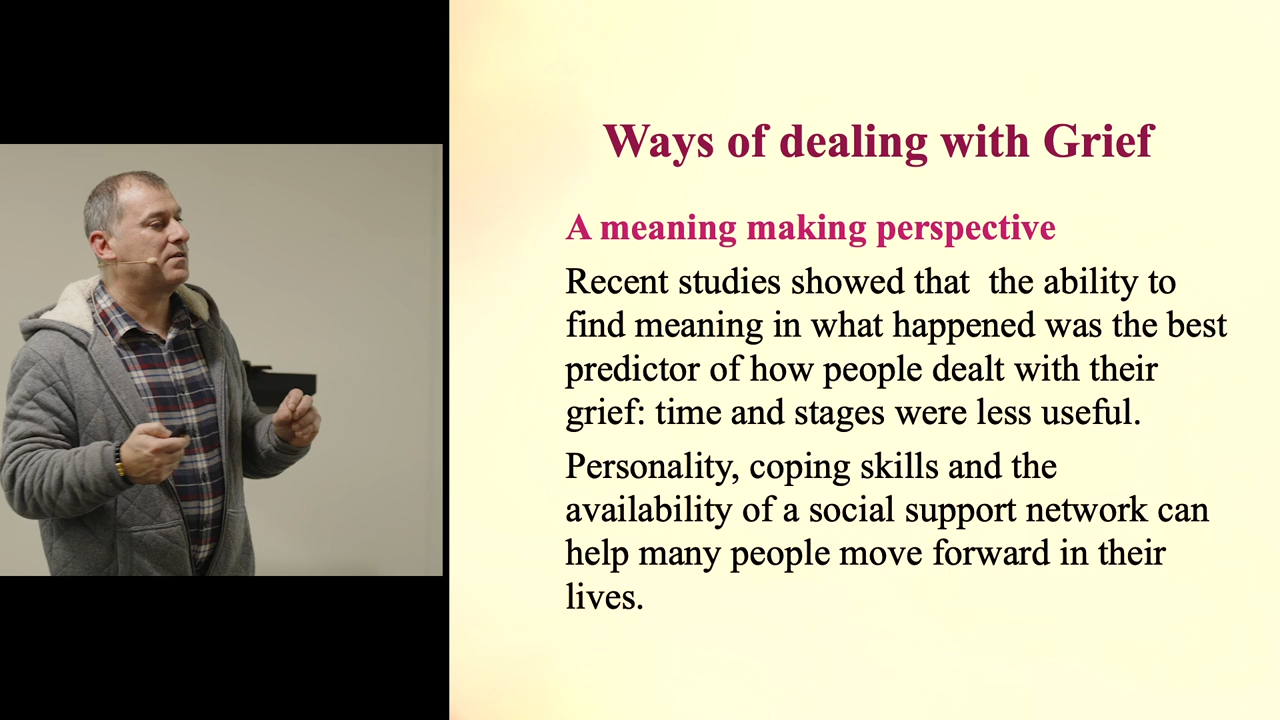 Ways of dealing with Grief
A meaning making perspective
Recent studies showed that  the ability to
find meaning in what happened was the best
predictor of how people dealt with their
grief: time and stages were less useful.
Personality, coping skills and the
availability of a social support network can
help many people move forward in their
lives.